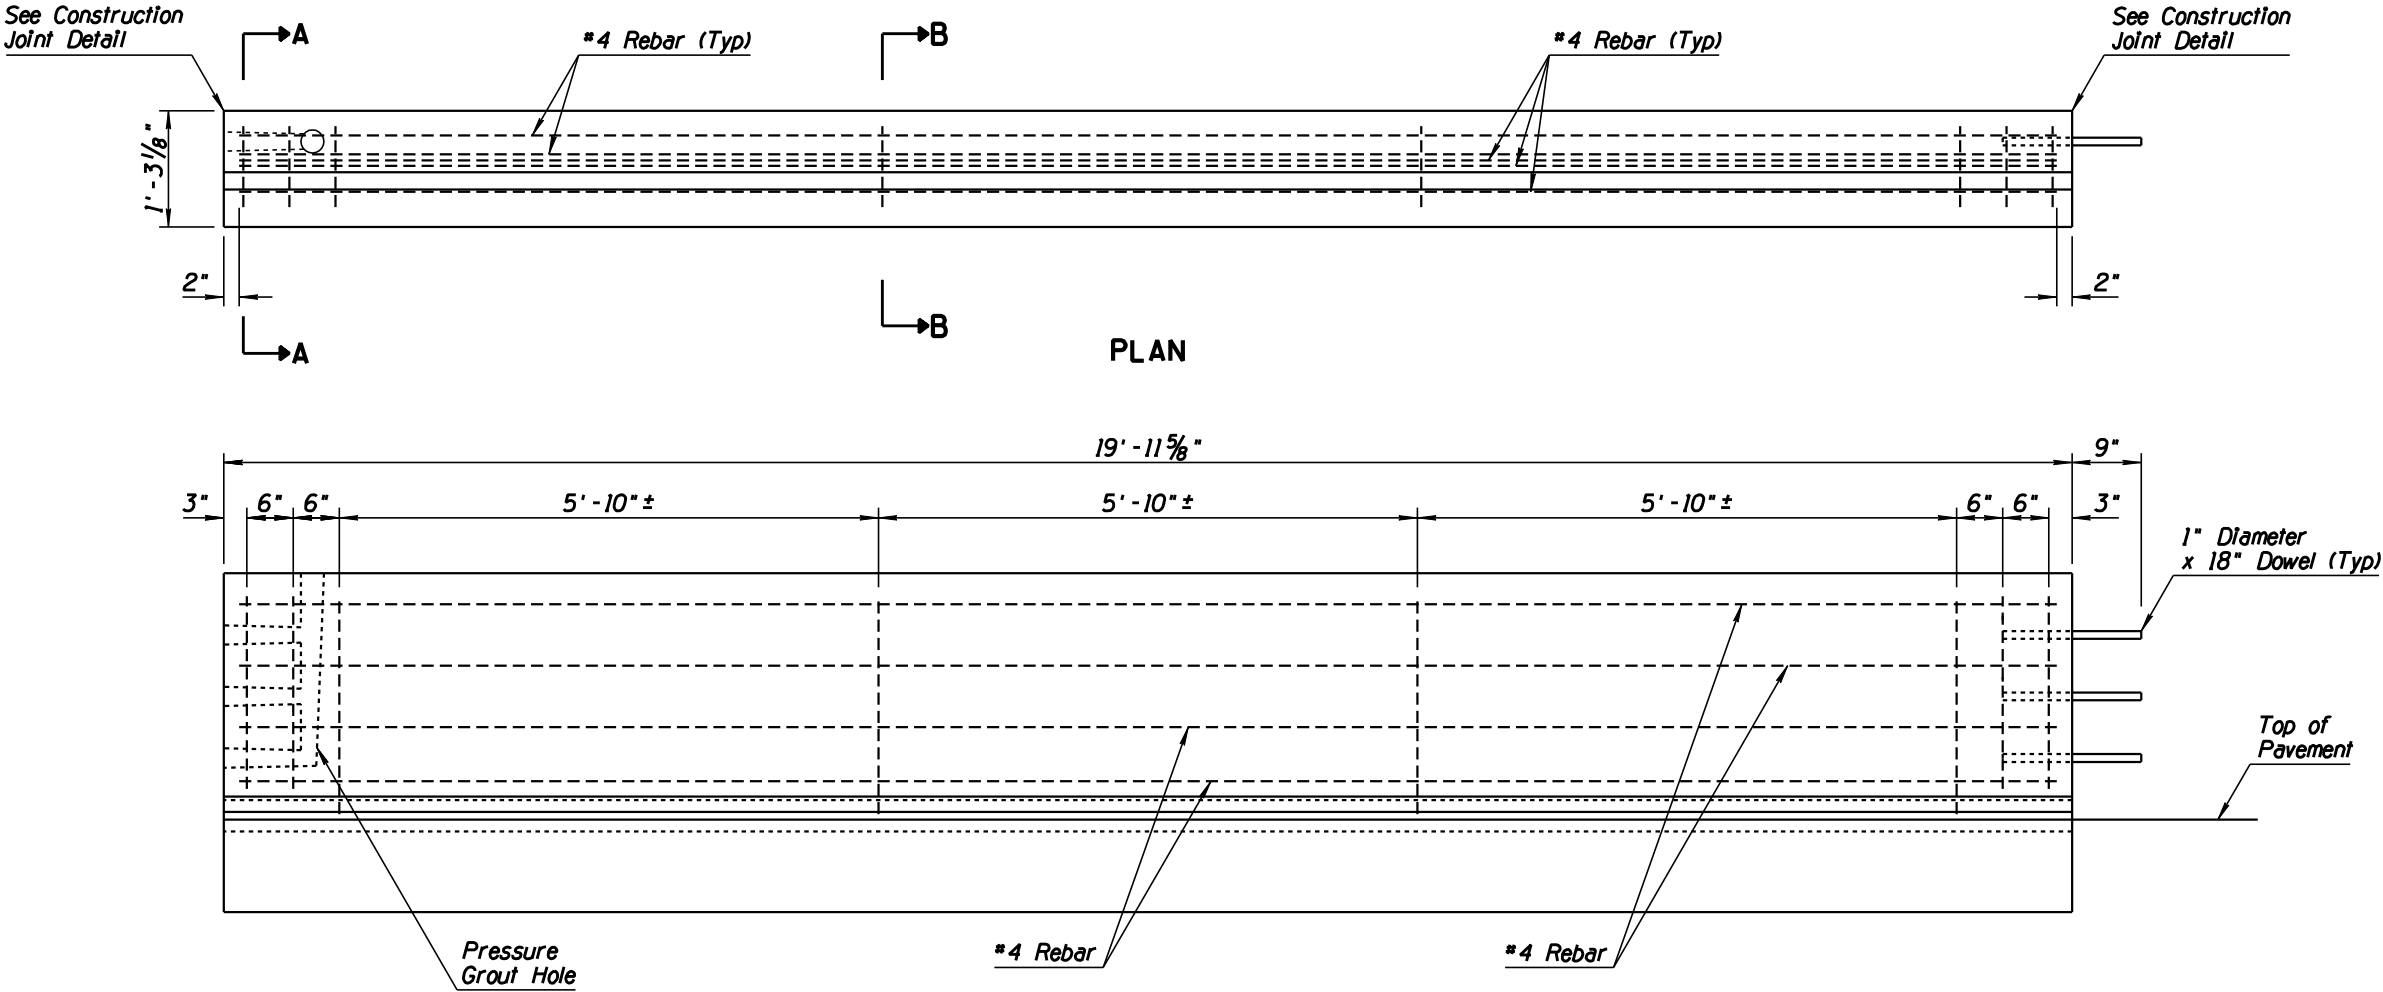 See Construction
Joint Detail
A
#4 Rebar (Typ)
B
#4 Rebar (Typ)
See Construction
Joint Detail
1'-3 1/8"
2"
2"
A
B
PLAN
19'-11 5/8"
9"
3"
6"
6"
5'-10"±
5'-10"±
5'-10"±
6"
6"
3"
1" Diameter
x 18" Dowel (Typ)
Top of
Pavement
Pressure
Grout Hole
#4 Rebar
#4 Rebar